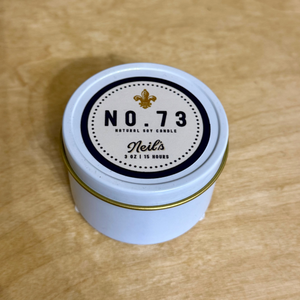 NO. 73
NATURAL SOY CANDLE
Neil's
3 OZ | 15 HOURS